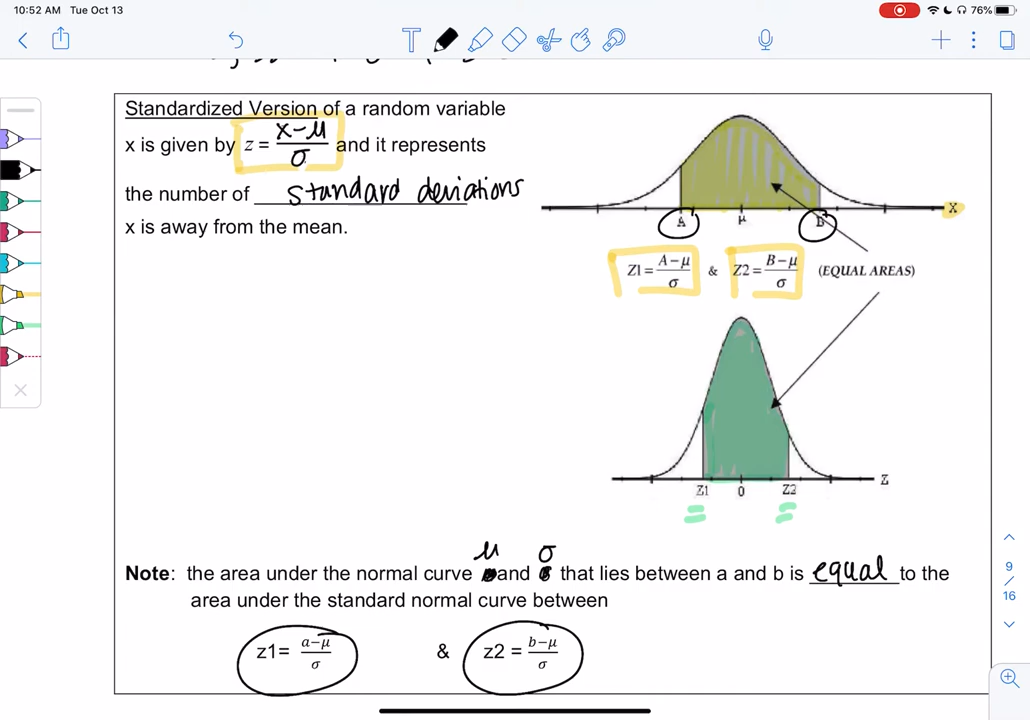 10:52 AM Tue Oct 13
76%
Standardized Version of a random variable
x is given by z = x-μ / σ and it represents
the number of standard deviations
x is away from the mean.
A μ B X
Z1 = A-μ / σ & Z2 = B-μ / σ (EQUAL AREAS)
Z1 0 Z2 Z
μ σ
Note: the area under the normal curve and that lies between a and b is equal to the
area under the standard normal curve between
z1= a-μ / σ & z2 = b-μ / σ
9
/
16